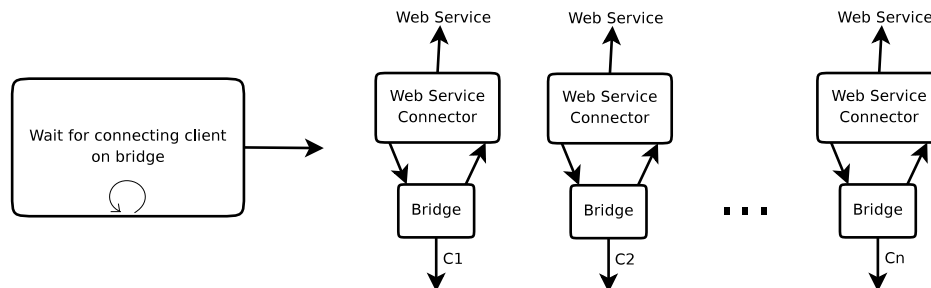 Web Service
Web Service
Web Service
Wait for connecting client
on bridge
Web Service
Connector
Web Service
Connector
Web Service
Connector
Bridge
Bridge
Bridge
C1
C2
Cn